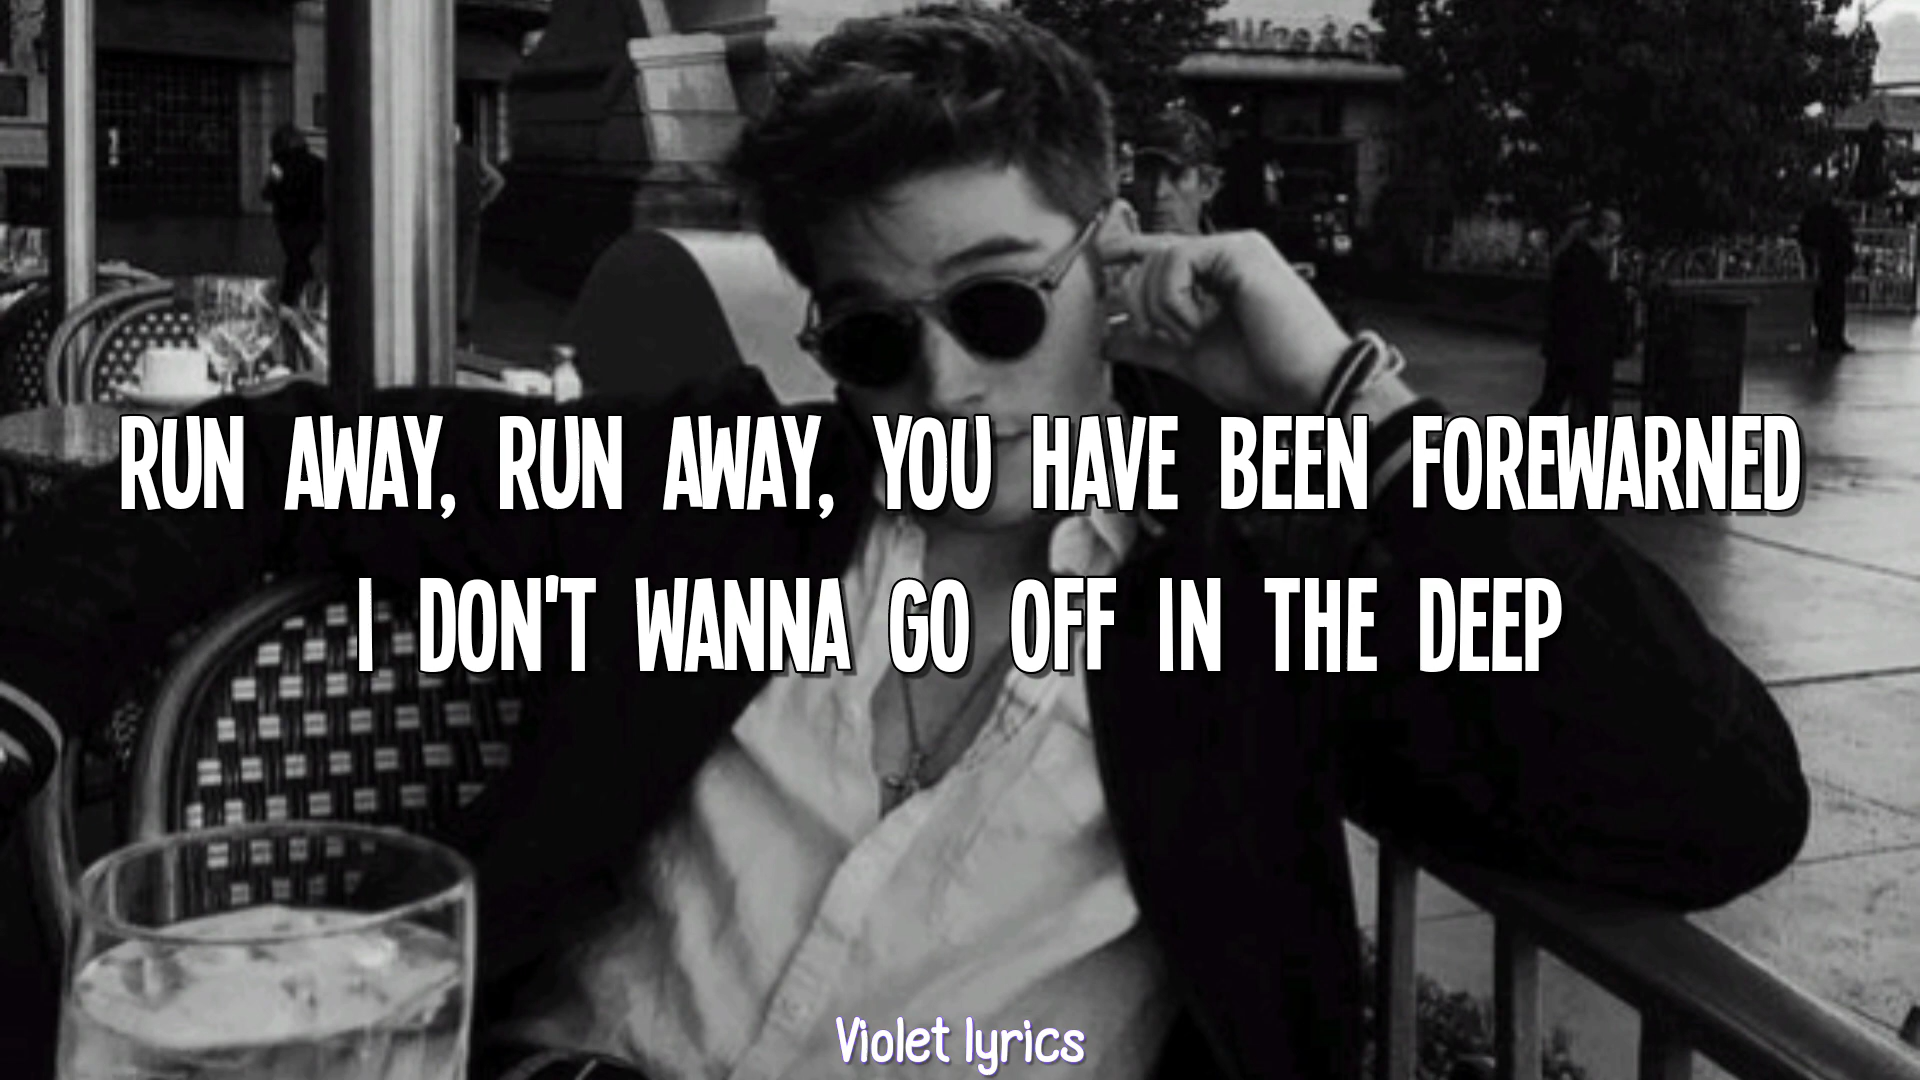 RUN AWAY, RUN AWAY, YOU HAVE BEEN FOREWARNED
I DON'T WANNA GO OFF IN THE DEEP
Violet lyrics